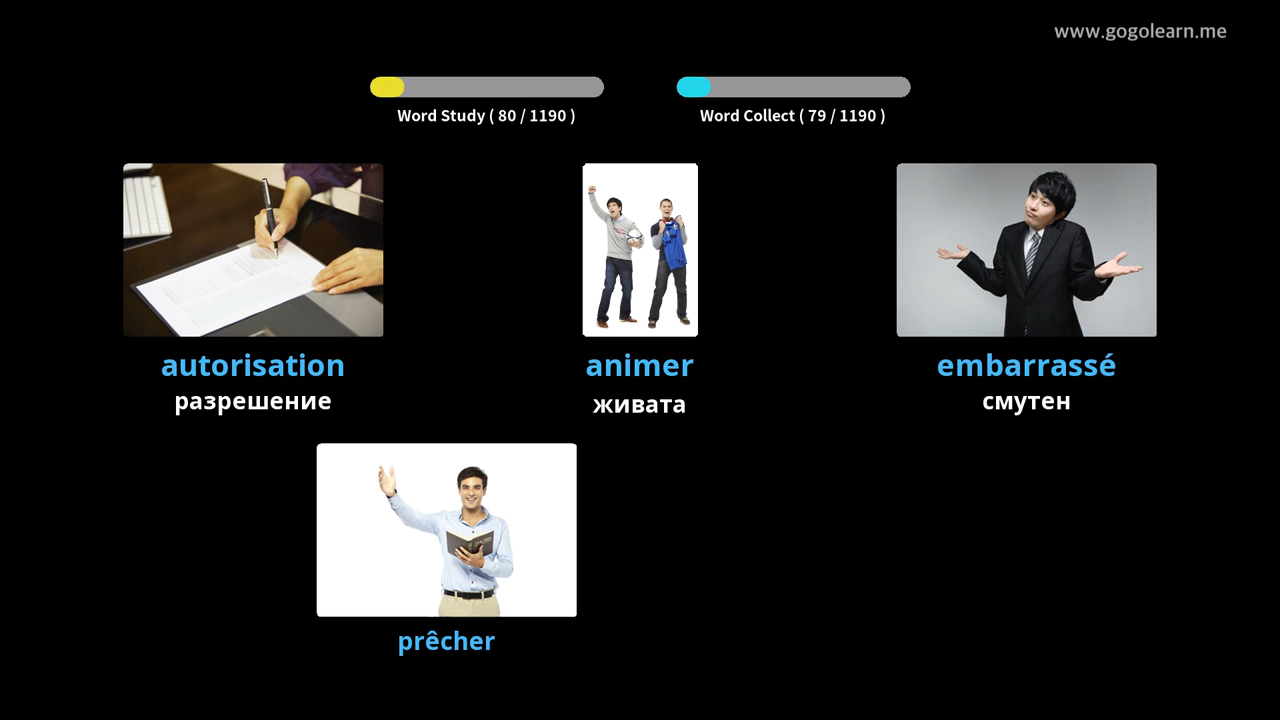 www.gogolearn.me
Word Study ( 80 / 1190 )
Word Collect ( 79 / 1190 )
autorisation
разрешение
animer
живата
embarrassé
смутен
prêcher